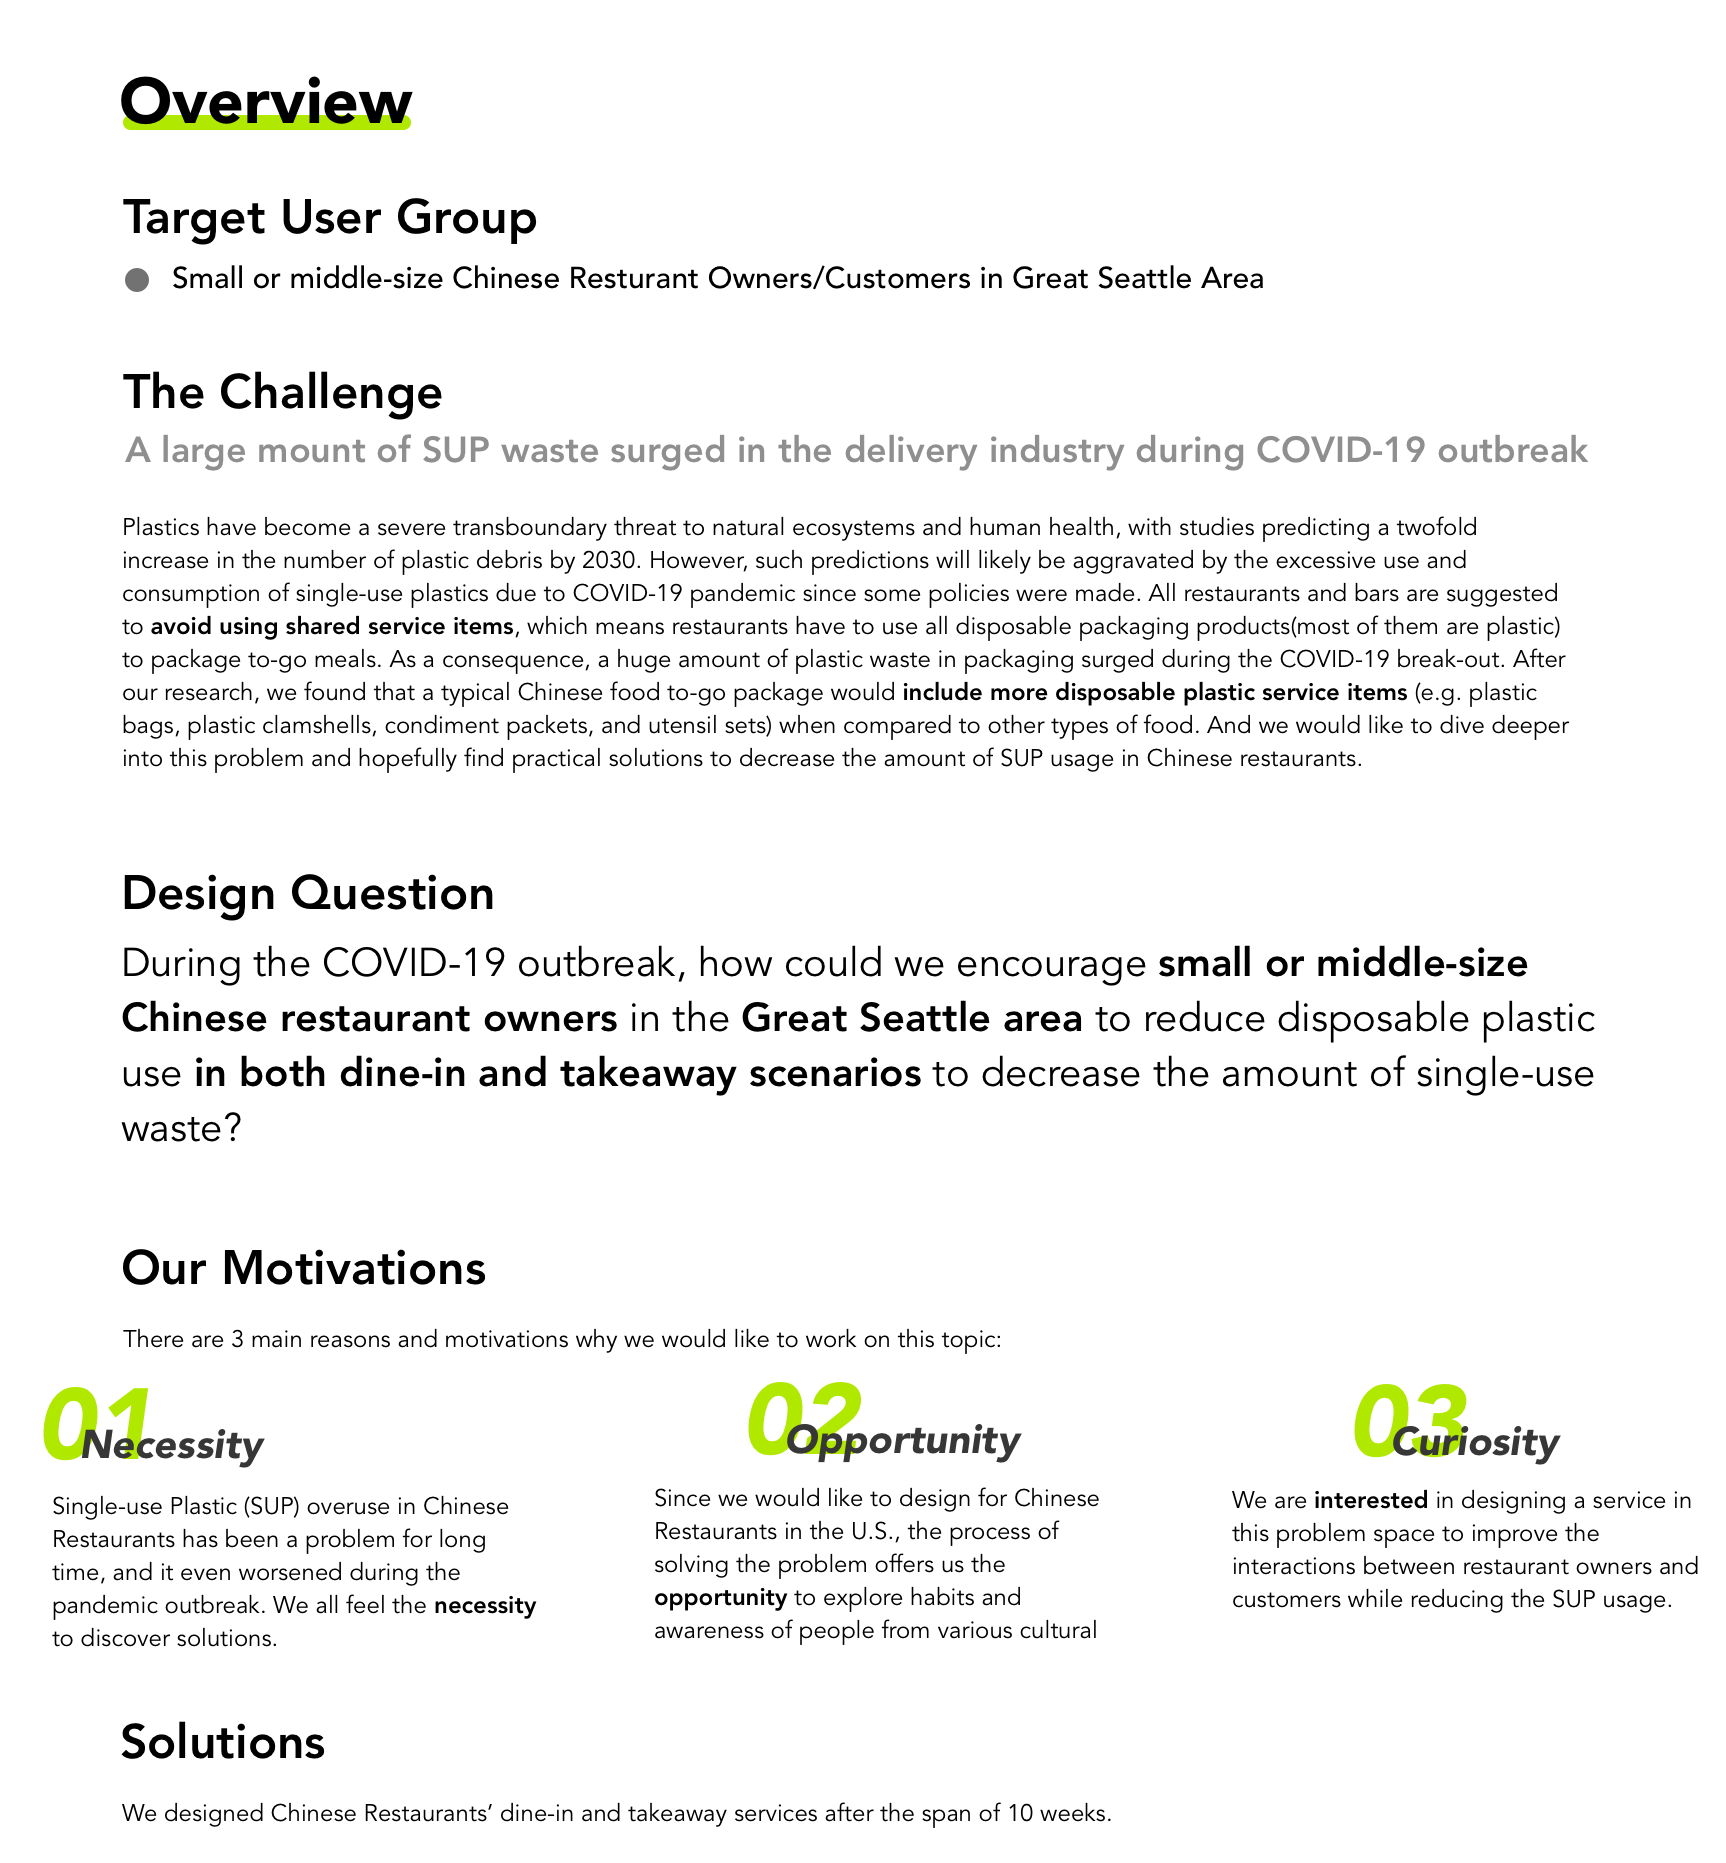 Overview
Target User Group
Small or middle-size Chinese Resturant Owners/Customers in Great Seattle Area
The Challenge
A large mount of SUP waste surged in the delivery industry during COVID-19 outbreak
Plastics have become a severe transboundary threat to natural ecosystems and human health, with studies predicting a twofold
increase in the number of plastic debris by 2030. However, such predictions will likely be aggravated by the excessive use and
consumption of single-use plastics due to COVID-19 pandemic since some policies were made. All restaurants and bars are suggested
to avoid using shared service items, which means restaurants have to use all disposable packaging products(most of them are plastic)
to package to-go meals. As a consequence, a huge amount of plastic waste in packaging surged during the COVID-19 break-out. After
our research, we found that a typical Chinese food to-go package would include more disposable plastic service items (e.g. plastic
bags, plastic clamshells, condiment packets, and utensil sets) when compared to other types of food. And we would like to dive deeper
into this problem and hopefully find practical solutions to decrease the amount of SUP usage in Chinese restaurants.
Design Question
During the COVID-19 outbreak, how could we encourage small or middle-size
Chinese restaurant owners in the Great Seattle area to reduce disposable plastic
use in both dine-in and takeaway scenarios to decrease the amount of single-use
waste?
Our Motivations
There are 3 main reasons and motivations why we would like to work on this topic:
01
Necessity
Single-use Plastic (SUP) overuse in Chinese
Restaurants has been a problem for long
time, and it even worsened during the
pandemic outbreak. We all feel the necessity
to discover solutions.
02
Opportunity
Since we would like to design for Chinese
Restaurants in the U.S., the process of
solving the problem offers us the
opportunity to explore habits and
awareness of people from various cultural
03
Curiosity
We are interested in designing a service in
this problem space to improve the
interactions between restaurant owners and
customers while reducing the SUP usage.
Solutions
We designed Chinese Restaurants’ dine-in and takeaway services after the span of 10 weeks.